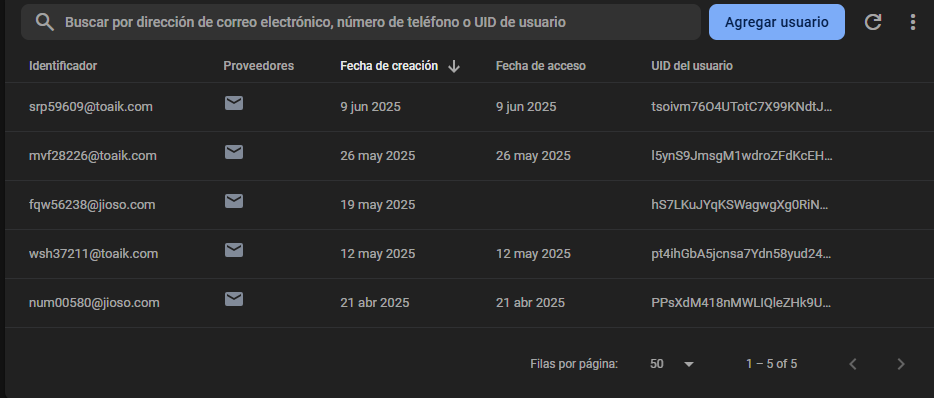 Buscar por dirección de correo electrónico, número de teléfono o UID de usuario Agregar usuario
Identificador Proveedores Fecha de creación Fecha de acceso UID del usuario
srp59609@toaik.com 9 jun 2025 9 jun 2025 tsoivm76O4UTotC7X99KNdtJ...
mvf28226@toaik.com 26 may 2025 26 may 2025 l5ynS9JmsgM1wdroZFdKcEH...
fqw56238@jioso.com 19 may 2025 hS7LKuJYqKSWagwgXg0RiN...
wsh37211@toaik.com 12 may 2025 12 may 2025 pt4ihGbA5jcnsa7Ydn58yud24...
num00580@jioso.com 21 abr 2025 21 abr 2025 PPsXdM418nMWLIQleZHk9U...
Filas por página: 50 1 – 5 of 5